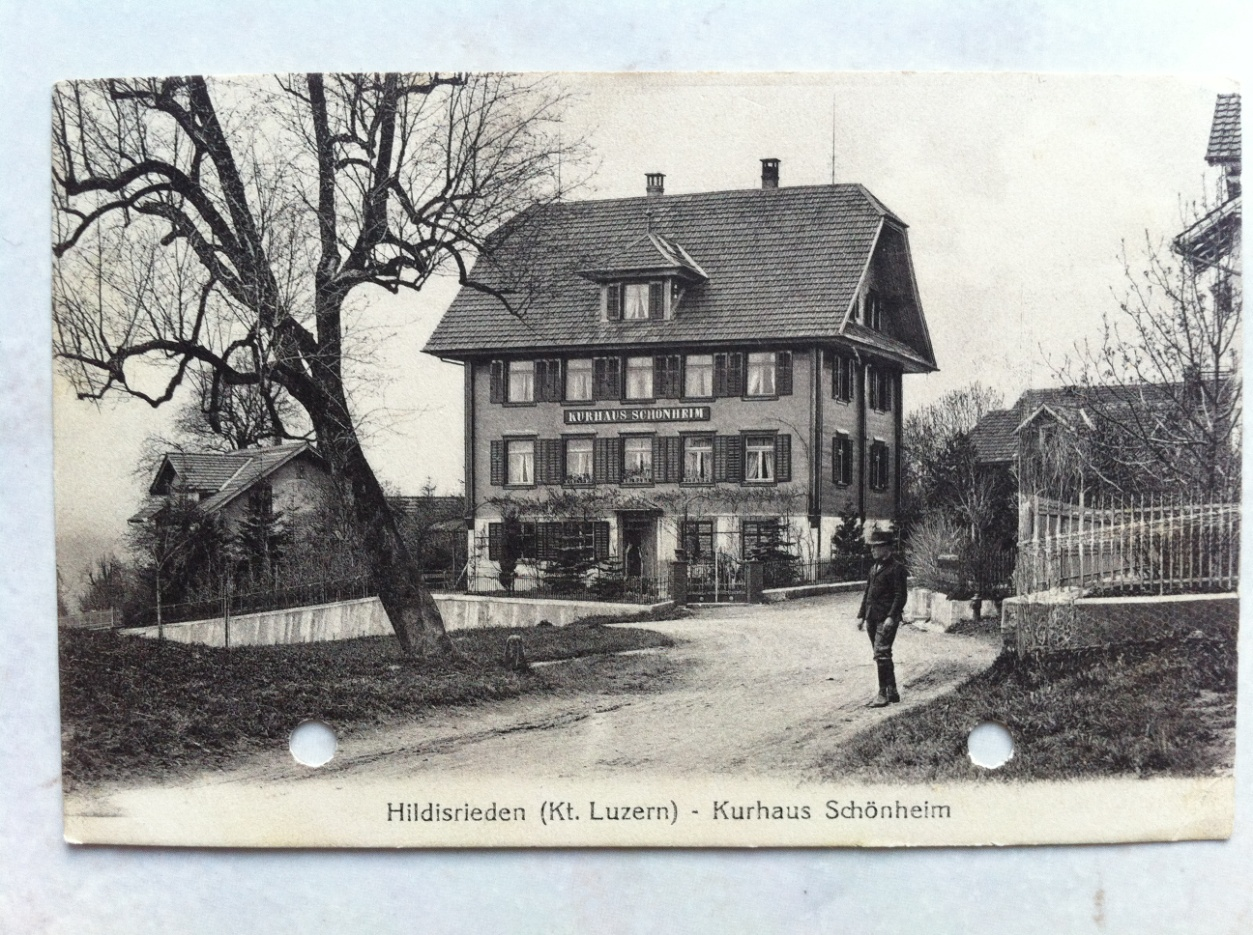 KURHAUS SCHÖNHEIM
Hildisrieden (Kt. Luzern) - Kurhaus Schönheim